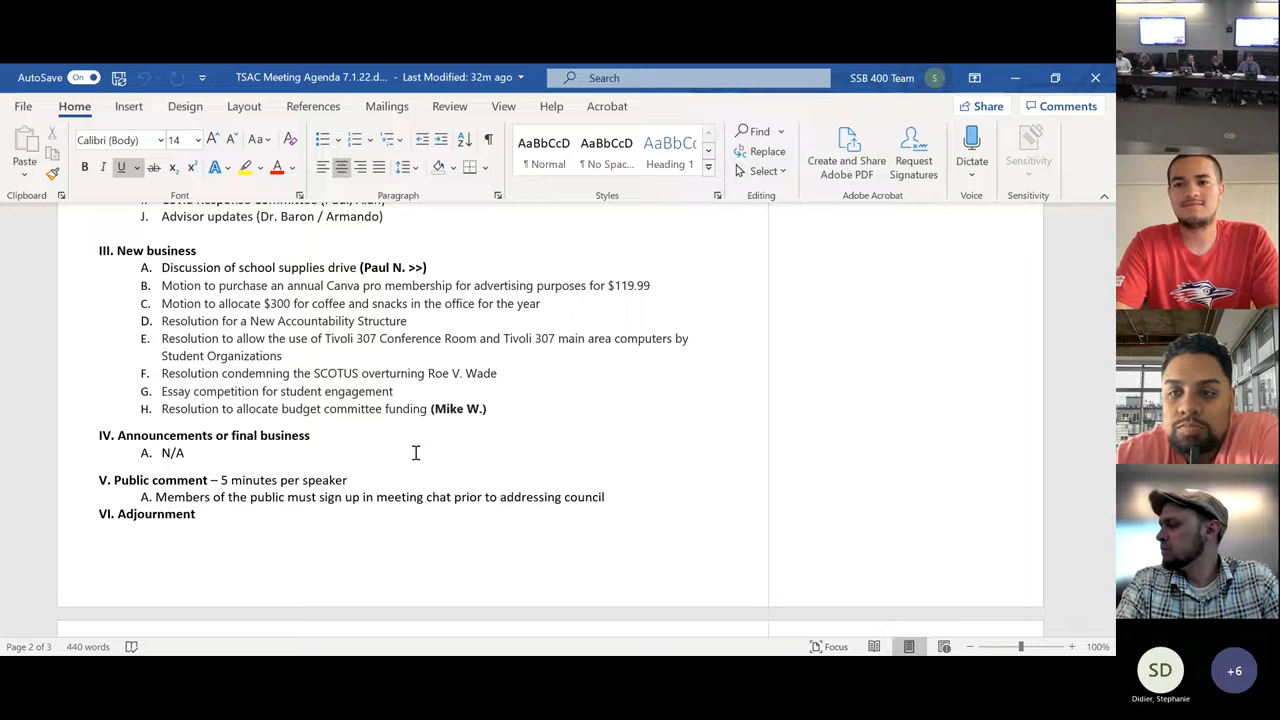 AutoSave On TSAC Meeting Agenda 7.1.22.d... - Last Modified: 32m ago Search SSB 400 Team S
File Home Insert Design Layout References Mailings Review View Help Acrobat Share Comments
Calibri (Body) 14 AaBbCcD AaBbCcD AaBbCc Find
Paste Replace Create and Share Request Dictate Sensitivity
¶ Normal ¶ No Spac... Heading 1 Select Adobe PDF Signatures
Clipboard Font Paragraph Styles Editing Adobe Acrobat Voice Sensitivity
J. Advisor updates (Dr. Baron / Armando)
III. New business
A. Discussion of school supplies drive (Paul N. >>)
B. Motion to purchase an annual Canva pro membership for advertising purposes for $119.99
C. Motion to allocate $300 for coffee and snacks in the office for the year
D. Resolution for a New Accountability Structure
E. Resolution to allow the use of Tivoli 307 Conference Room and Tivoli 307 main area computers by
Student Organizations
F. Resolution condemning the SCOTUS overturning Roe V. Wade
G. Essay competition for student engagement
H. Resolution to allocate budget committee funding (Mike W.)
IV. Announcements or final business
A. N/A
V. Public comment – 5 minutes per speaker
A. Members of the public must sign up in meeting chat prior to addressing council
VI. Adjournment
Page 2 of 3 440 words Focus 100%
SD +6
Didier, Stephanie